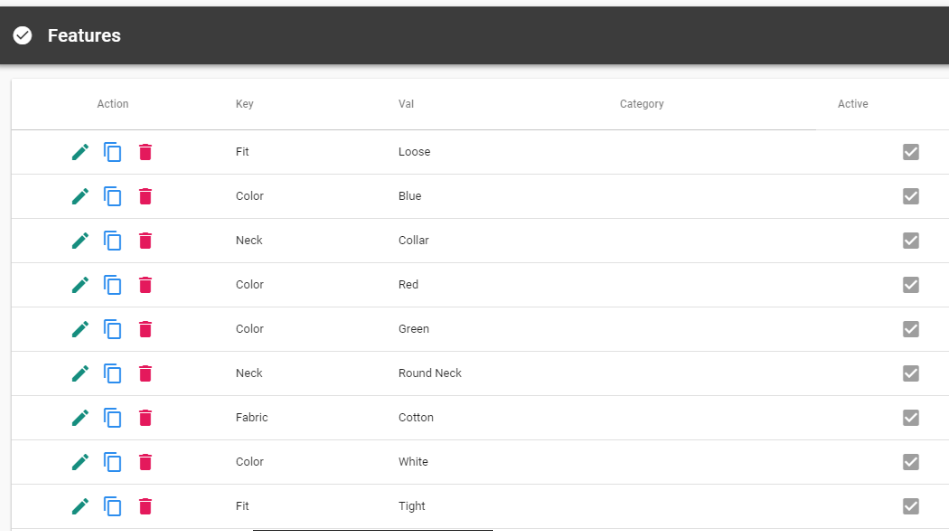 Features
Action Key Val Category Active
Fit Loose
Color Blue
Neck Collar
Color Red
Color Green
Neck Round Neck
Fabric Cotton
Color White
Fit Tight